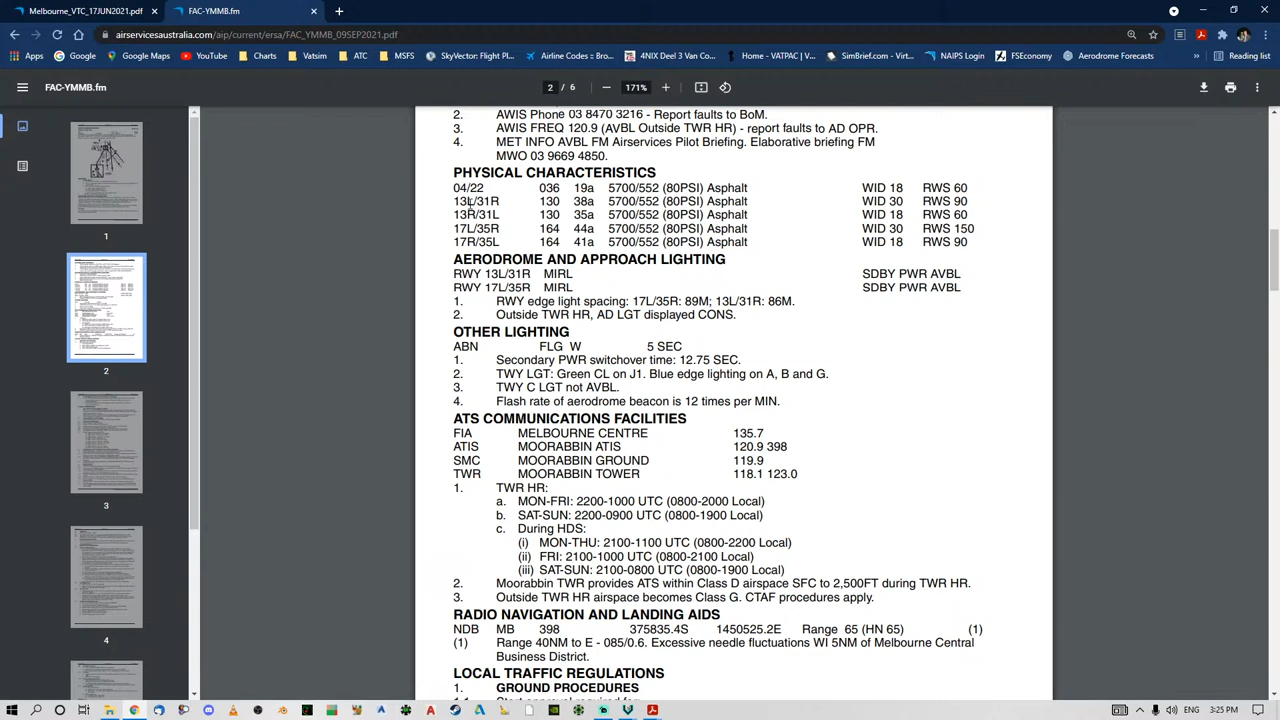 Melbourne_VTC_17JUN2021.pdf
FAC-YMMB.fm
airservicesaustralia.com/aip/current/ersa/FAC_YMMB_09SEP2021.pdf
Apps
Gmail
Google Maps
YouTube
Charts
Vatsim
ATC
MSFS
SkyVector: Flight Pl...
Airline Codes – Bro...
4NIX Deel 3 Van Co...
Home - VATPAC | V...
SimBrief.com - Virt...
NAIPS Login
FSEconomy
Aerodrome Forecasts
»
Reading list
FAC-YMMB.fm
2 / 6
171%
1
2
3
4
2. AWIS Phone 03 8470 3216 - Report faults to BoM.
3. AWIS FREQ 120.9 (AVBL Outside TWR HR) - report faults to AD OPR.
4. MET INFO AVBL FM Airservices Pilot Briefing. Elaborative briefing FM
MWO 03 9669 4850.
PHYSICAL CHARACTERISTICS
04/22 19a 5700/552 (80PSI) Asphalt WID 18 RWS 60
13L/31R 130 38a 5700/552 (80PSI) Asphalt WID 30 RWS 90
13R/31L 130 35a 5700/552 (80PSI) Asphalt WID 18 RWS 60
17L/35R 164 44a 5700/552 (80PSI) Asphalt WID 30 RWS 150
17R/35L 164 41a 5700/552 (80PSI) Asphalt WID 18 RWS 90
AERODROME AND APPROACH LIGHTING
RWY 13L/31R MIRL SDBY PWR AVBL
RWY 17L/35R MIRL SDBY PWR AVBL
1. RWY edge light spacing: 17L/35R: 89M; 13L/31R: 86M.
2. Outside TWR HR, AD LGT displayed CONS.
OTHER LIGHTING
ABN LG W 5 SEC
1. Secondary PWR switchover time: 12.75 SEC.
2. TWY LGT: Green CL on J1. Blue edge lighting on A, B and G.
3. TWY C LGT not AVBL.
4. Flash rate of aerodrome beacon is 12 times per MIN.
ATS COMMUNICATIONS FACILITIES
FIA MELBOURNE CENTRE 135.7
ATIS MOORABBIN ATIS 120.9 398
SMC MOORABBIN GROUND 119.9
TWR MOORABBIN TOWER 118.1 123.0
1. TWR HR:
a. MON-FRI: 2200-1000 UTC (0800-2000 Local)
b. SAT-SUN: 2200-0900 UTC (0800-1900 Local)
c. During HDS:
(i) MON-THU: 2100-1100 UTC (0800-2200 Local)
(ii) FRI: 2100-1000 UTC (0800-2100 Local)
(iii) SAT-SUN: 2100-0800 UTC (0800-1900 Local)
2. Moorabbin TWR provides ATS within Class D airspace SFC to 2,500FT during TWR HR.
3. Outside TWR HR airspace becomes Class G. CTAF procedures apply.
RADIO NAVIGATION AND LANDING AIDS
NDB MB 398 375835.4S 1450525.2E Range 65 (HN 65) (1)
(1) Range 40NM to E - 085/0.6. Excessive needle fluctuations WI 5NM of Melbourne Central
Business District.
LOCAL TRAFFIC REGULATIONS
1. GROUND PROCEDURES
1.1 Start approval required for:
ENG 3:25 PM